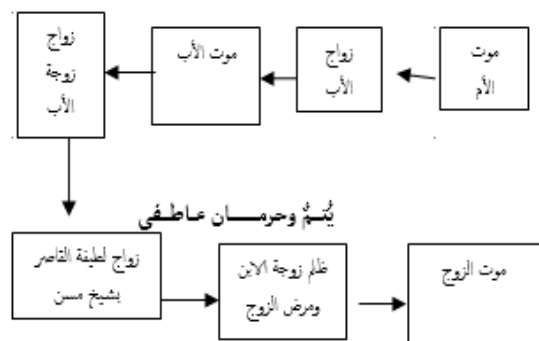 موت
الأم
زواج
الأب
موت الأب
زواج
زوجة
الأب
يُتمٌ وحرمــــان عـاطـفي
زواج لطيفة القاصر
بشيخ مسن
ظلم زوجة الابن
ومرض الزوج
موت الزوج